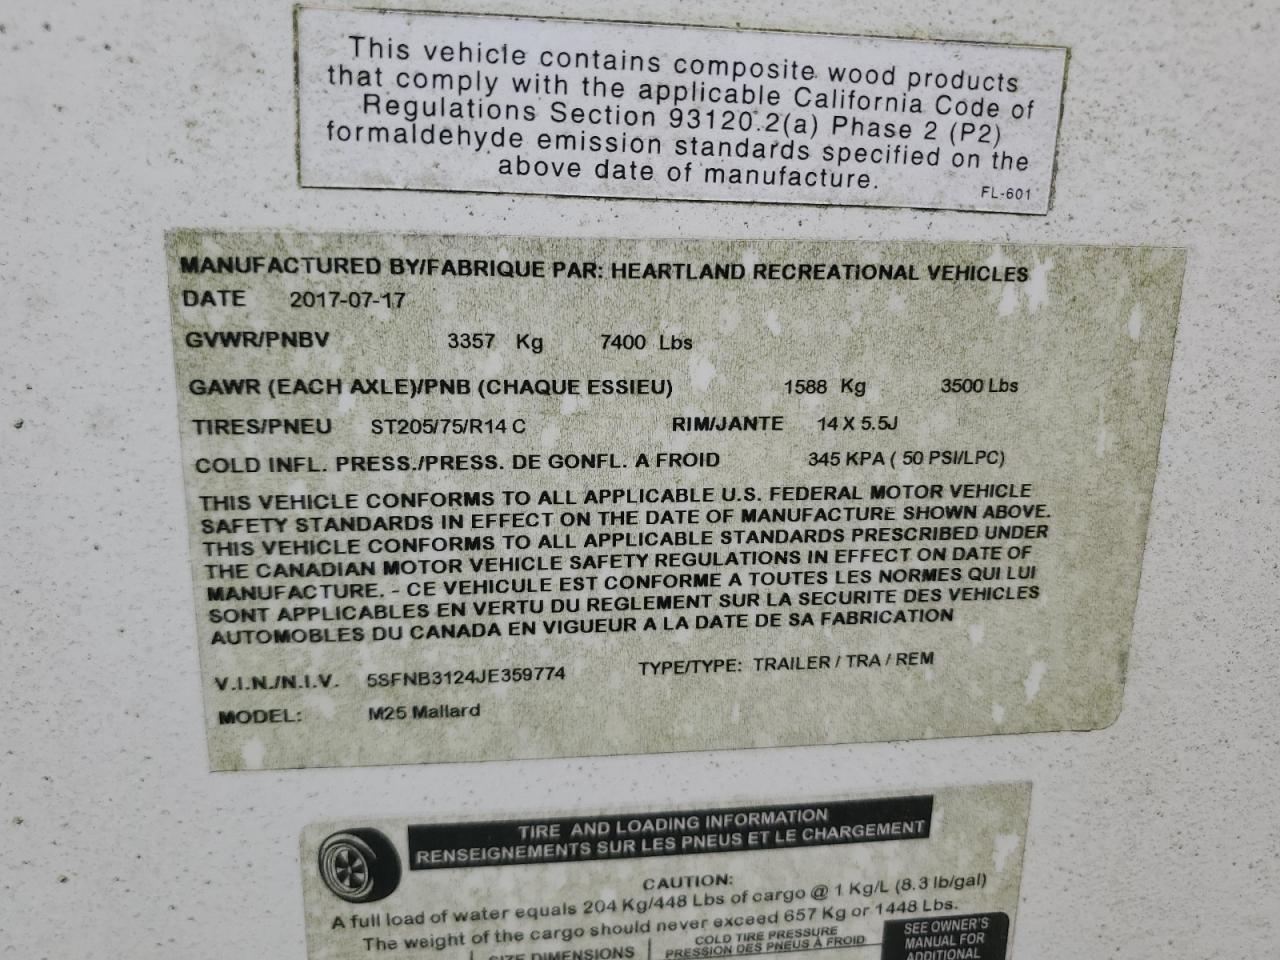 This vehicle contains composite wood products
that comply with the applicable California Code of
Regulations Section 93120.2(a) Phase 2 (P2)
formaldehyde emission standards specified on the
above date of manufacture.
FL-601
MANUFACTURED BY/FABRIQUE PAR: HEARTLAND RECREATIONAL VEHICLES
DATE 2017-07-17
GVWR/PNBV 3357 Kg 7400 Lbs
GAWR (EACH AXLE)/PNB (CHAQUE ESSIEU) 1588 Kg 3500 Lbs
TIRES/PNEU ST205/75/R14 C RIM/JANTE 14 X 5.5J
COLD INFL. PRESS./PRESS. DE GONFL. A FROID 345 KPA ( 50 PSI/LPC)
THIS VEHICLE CONFORMS TO ALL APPLICABLE U.S. FEDERAL MOTOR VEHICLE
SAFETY STANDARDS IN EFFECT ON THE DATE OF MANUFACTURE SHOWN ABOVE.
THIS VEHICLE CONFORMS TO ALL APPLICABLE STANDARDS PRESCRIBED UNDER
THE CANADIAN MOTOR VEHICLE SAFETY REGULATIONS IN EFFECT ON DATE OF
MANUFACTURE. - CE VEHICULE EST CONFORME A TOUTES LES NORMES QUI LUI
SONT APPLICABLES EN VERTU DU REGLEMENT SUR LA SECURITE DES VEHICLES
AUTOMOBLES DU CANADA EN VIGUEUR A LA DATE DE SA FABRICATION
V.I.N./N.I.V. 5SFNB3124JE359774 TYPE/TYPE: TRAILER / TRA / REM
MODEL: M25 Mallard
TIRE AND LOADING INFORMATION
RENSEIGNEMENTS SUR LES PNEUS ET LE CHARGEMENT
CAUTION:
A full load of water equals 204 Kg/448 Lbs of cargo @ 1 Kg/L (8.3 lb/gal)
The weight of the cargo should never exceed 657 Kg or 1448 Lbs.
SIZE DIMENSIONS
COLD TIRE PRESSURE
PRESSION DES PNEUS À FROID
SEE OWNER'S
MANUAL FOR
ADDITIONAL